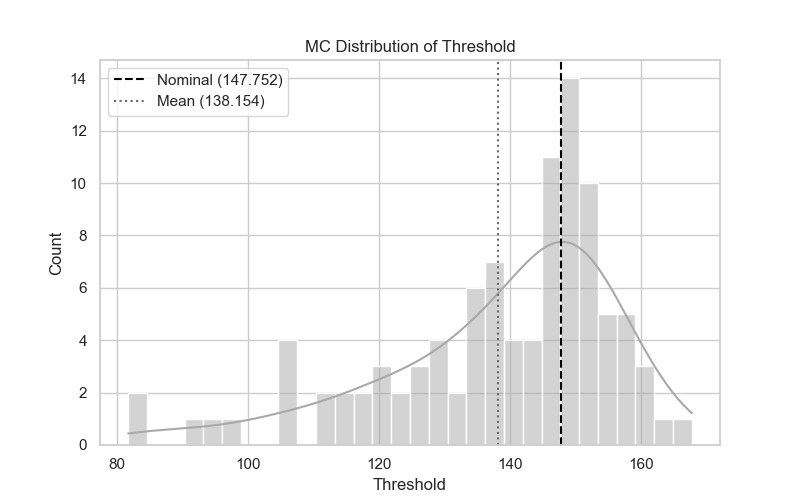 MC Distribution of Threshold
Nominal (147.752)
Mean (138.154)
14
12
10
8
6
4
2
0
Count
80
100
120
140
160
Threshold